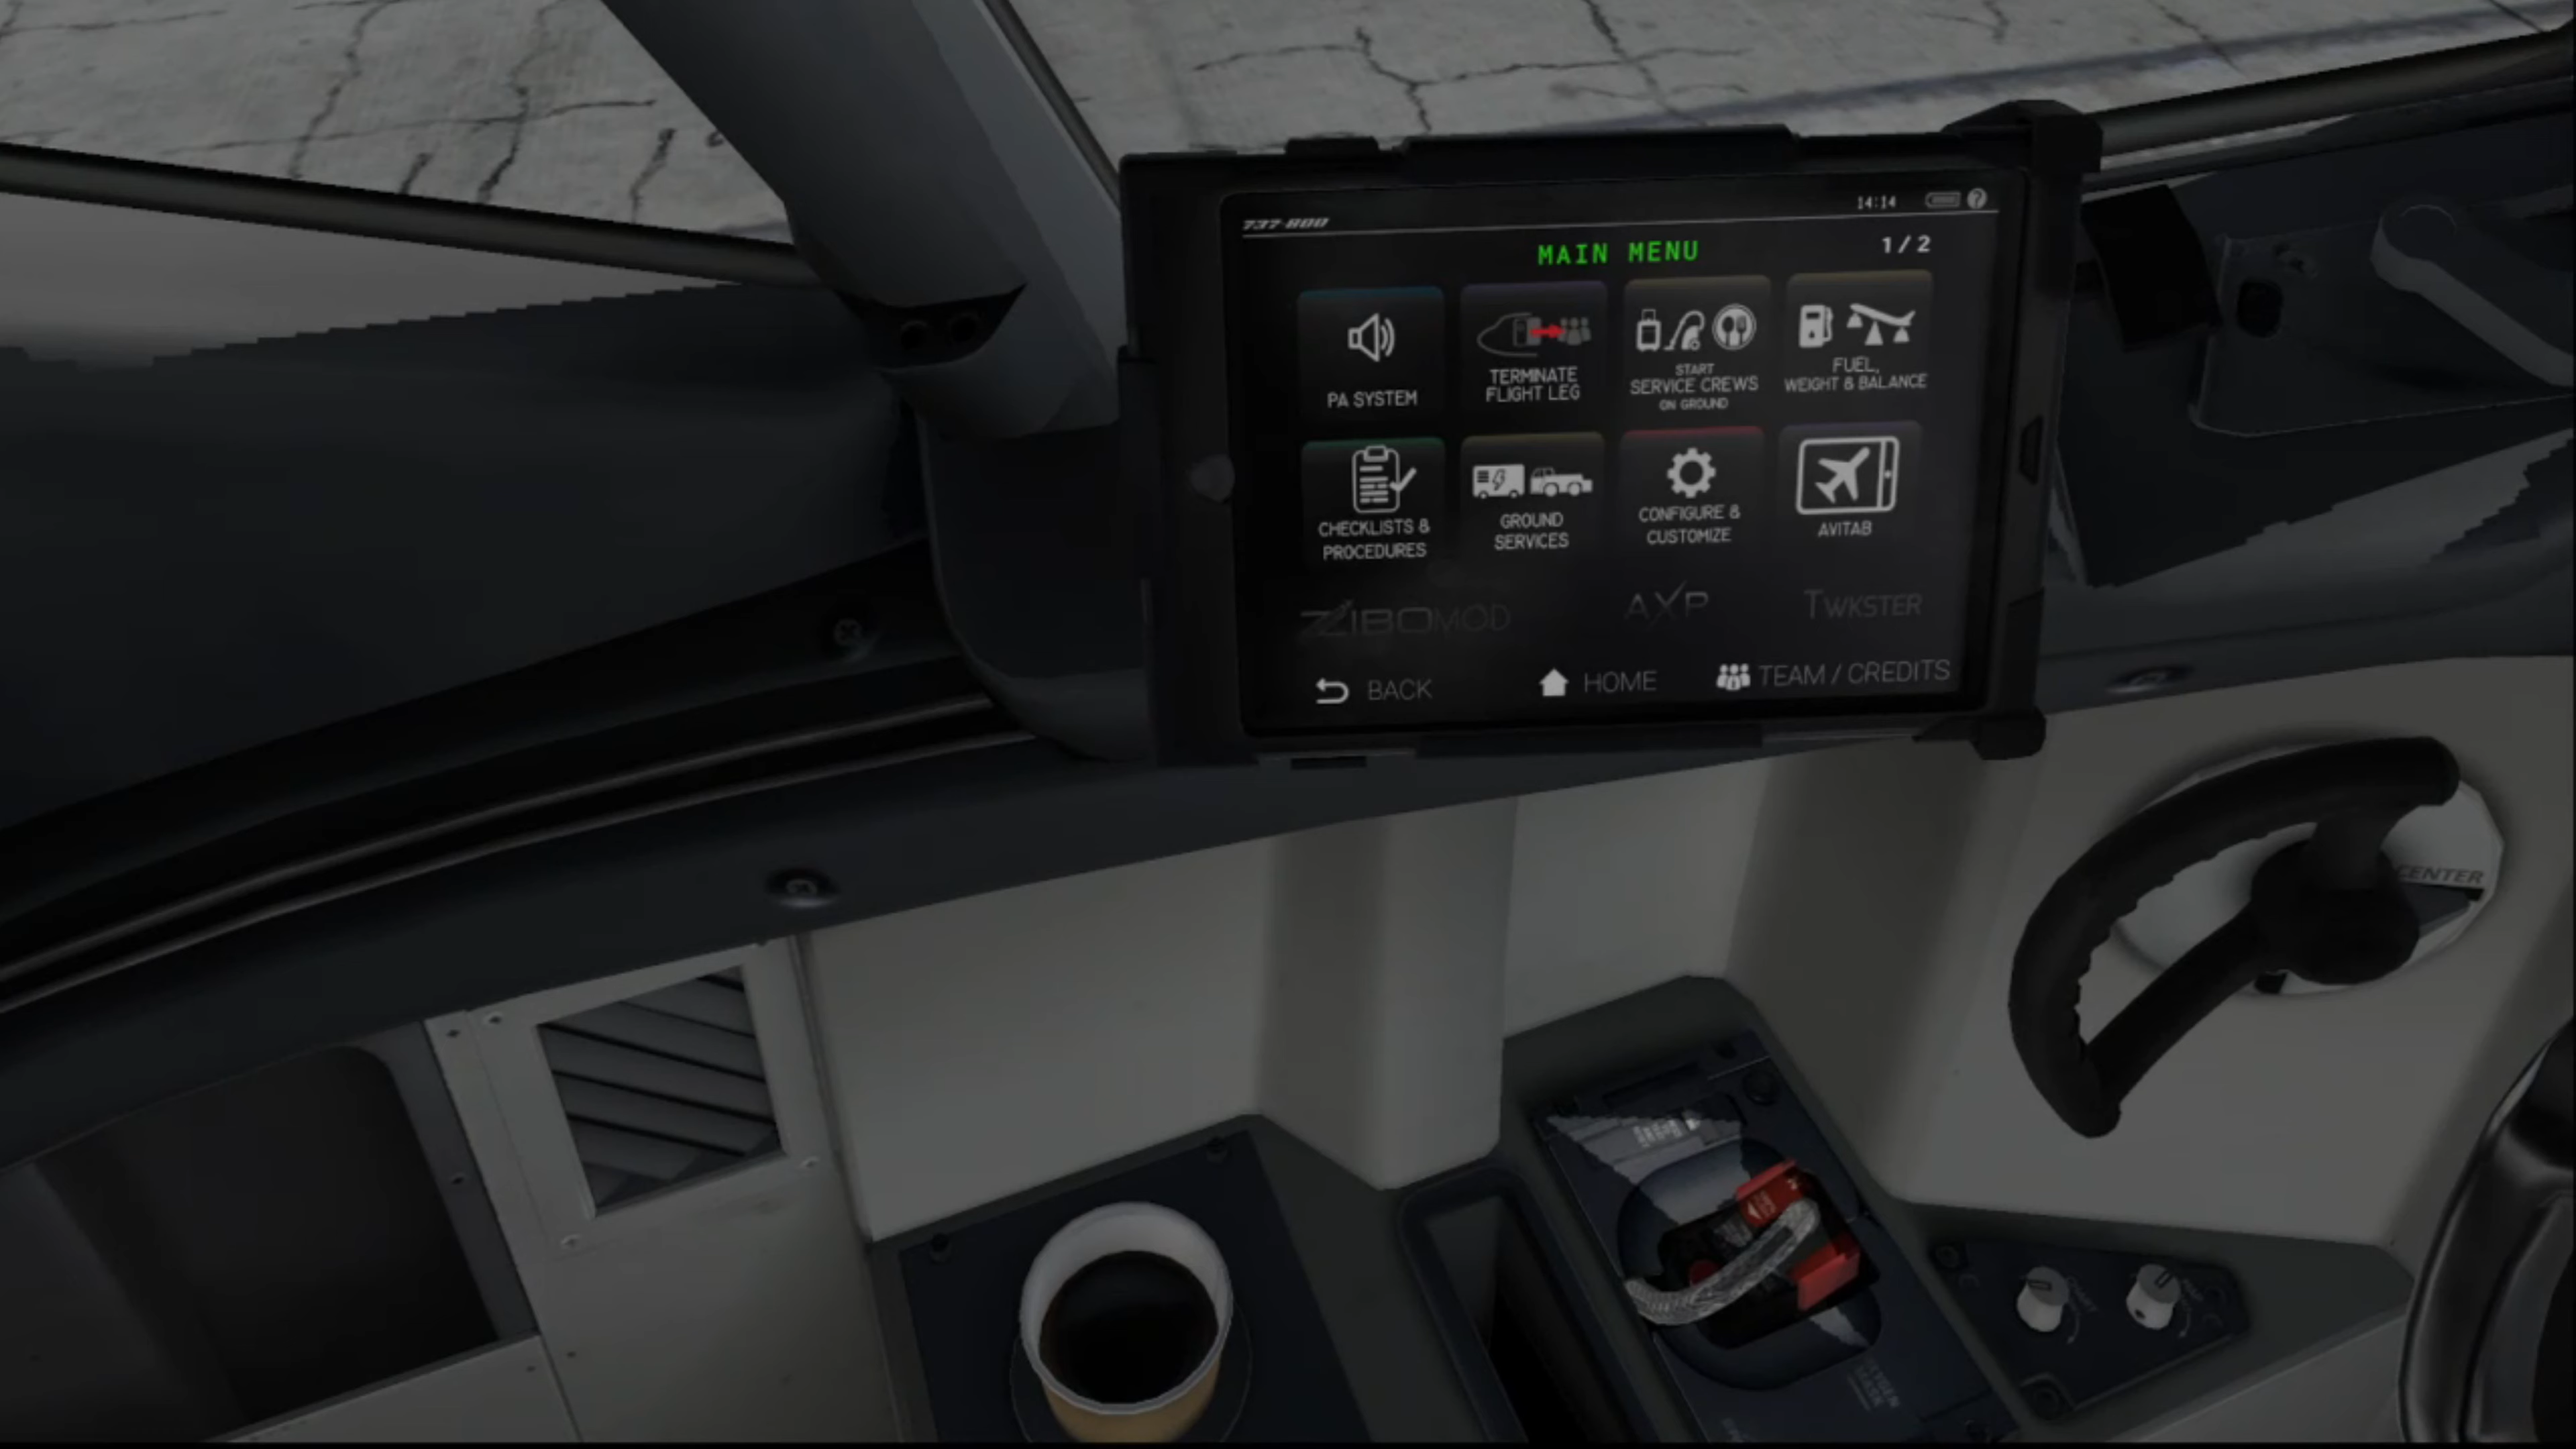 14:14
737-800
MAIN MENU
1/2
PA SYSTEM
TERMINATE
FLIGHT LEG
START
SERVICE CREWS
ON GROUND
FUEL,
WEIGHT & BALANCE
CHECKLISTS &
PROCEDURES
GROUND
SERVICES
CONFIGURE &
CUSTOMIZE
AVITAB
ZIBOMOD
AXP
TWKSTER
BACK
HOME
TEAM / CREDITS
CENTER